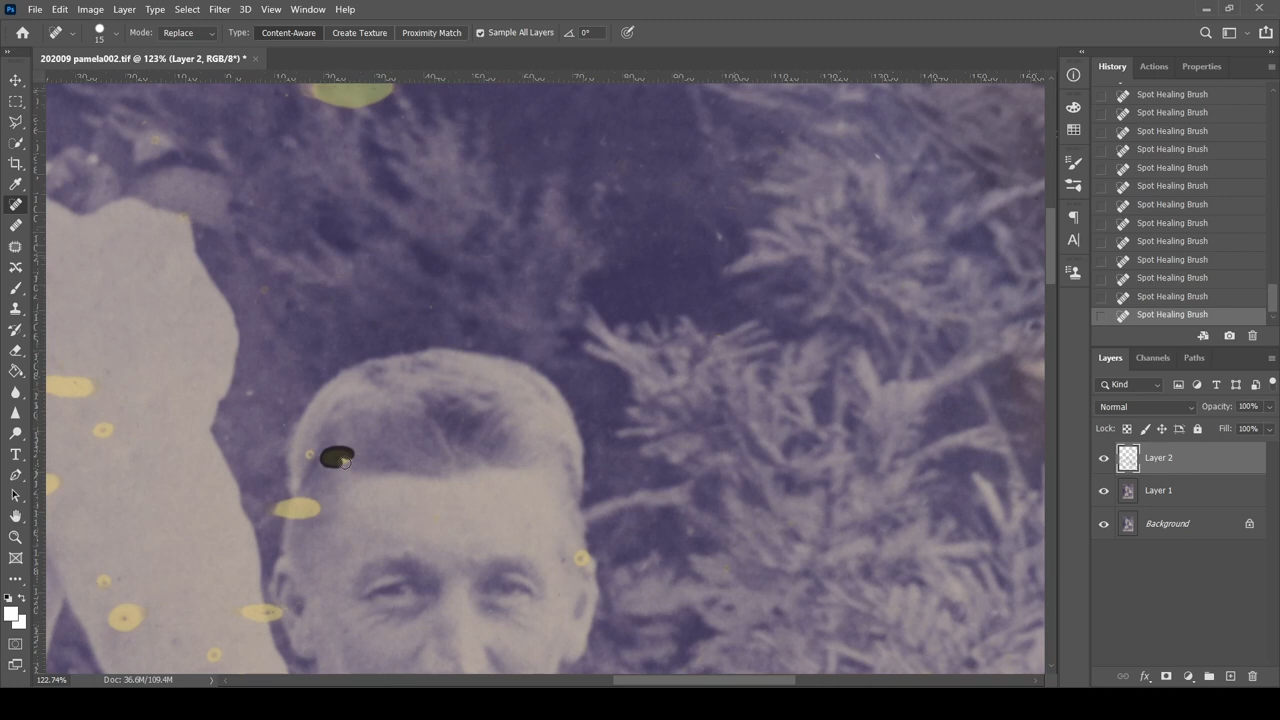 Ps File Edit Image Layer Type Select Filter 3D View Window Help
15 Mode: Replace Type: Content-Aware Create Texture Proximity Match Sample All Layers 0°
202009 pamela002.tif @ 123% (Layer 2, RGB/8*) *
History Actions Properties
Spot Healing Brush
Spot Healing Brush
Spot Healing Brush
Spot Healing Brush
Spot Healing Brush
Spot Healing Brush
Spot Healing Brush
Spot Healing Brush
Spot Healing Brush
Spot Healing Brush
Spot Healing Brush
Spot Healing Brush
Spot Healing Brush
Layers Channels Paths
Kind
Normal Opacity: 100%
Lock: Fill: 100%
Layer 2
Layer 1
Background
122.74% Doc: 36.6M/109.4M